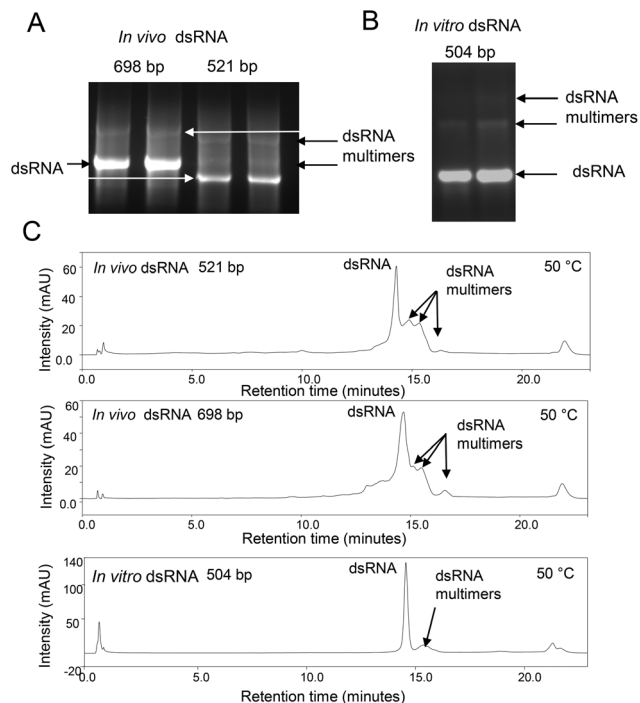 A
In vivo dsRNA
698 bp 521 bp
dsRNA
dsRNA
multimers
B
In vitro dsRNA
504 bp
dsRNA
multimers
dsRNA
C
Intensity (mAU)
60
40
20
0.0
In vivo dsRNA 521 bp
dsRNA
dsRNA
multimers
50 °C
0.0 5.0 10.0 15.0 20.0
Retention time (minutes)
Intensity (mAU)
60
40
20
0.0
In vivo dsRNA 698 bp
dsRNA
dsRNA
multimers
50 °C
0.0 5.0 10.0 15.0 20.0
Retention time (minutes)
Intensity (mAU)
140
100
50
-20
In vitro dsRNA 504 bp
dsRNA
dsRNA
multimers
50 °C
0.0 5.0 10.0 15.0 20.0
Retention time (minutes)